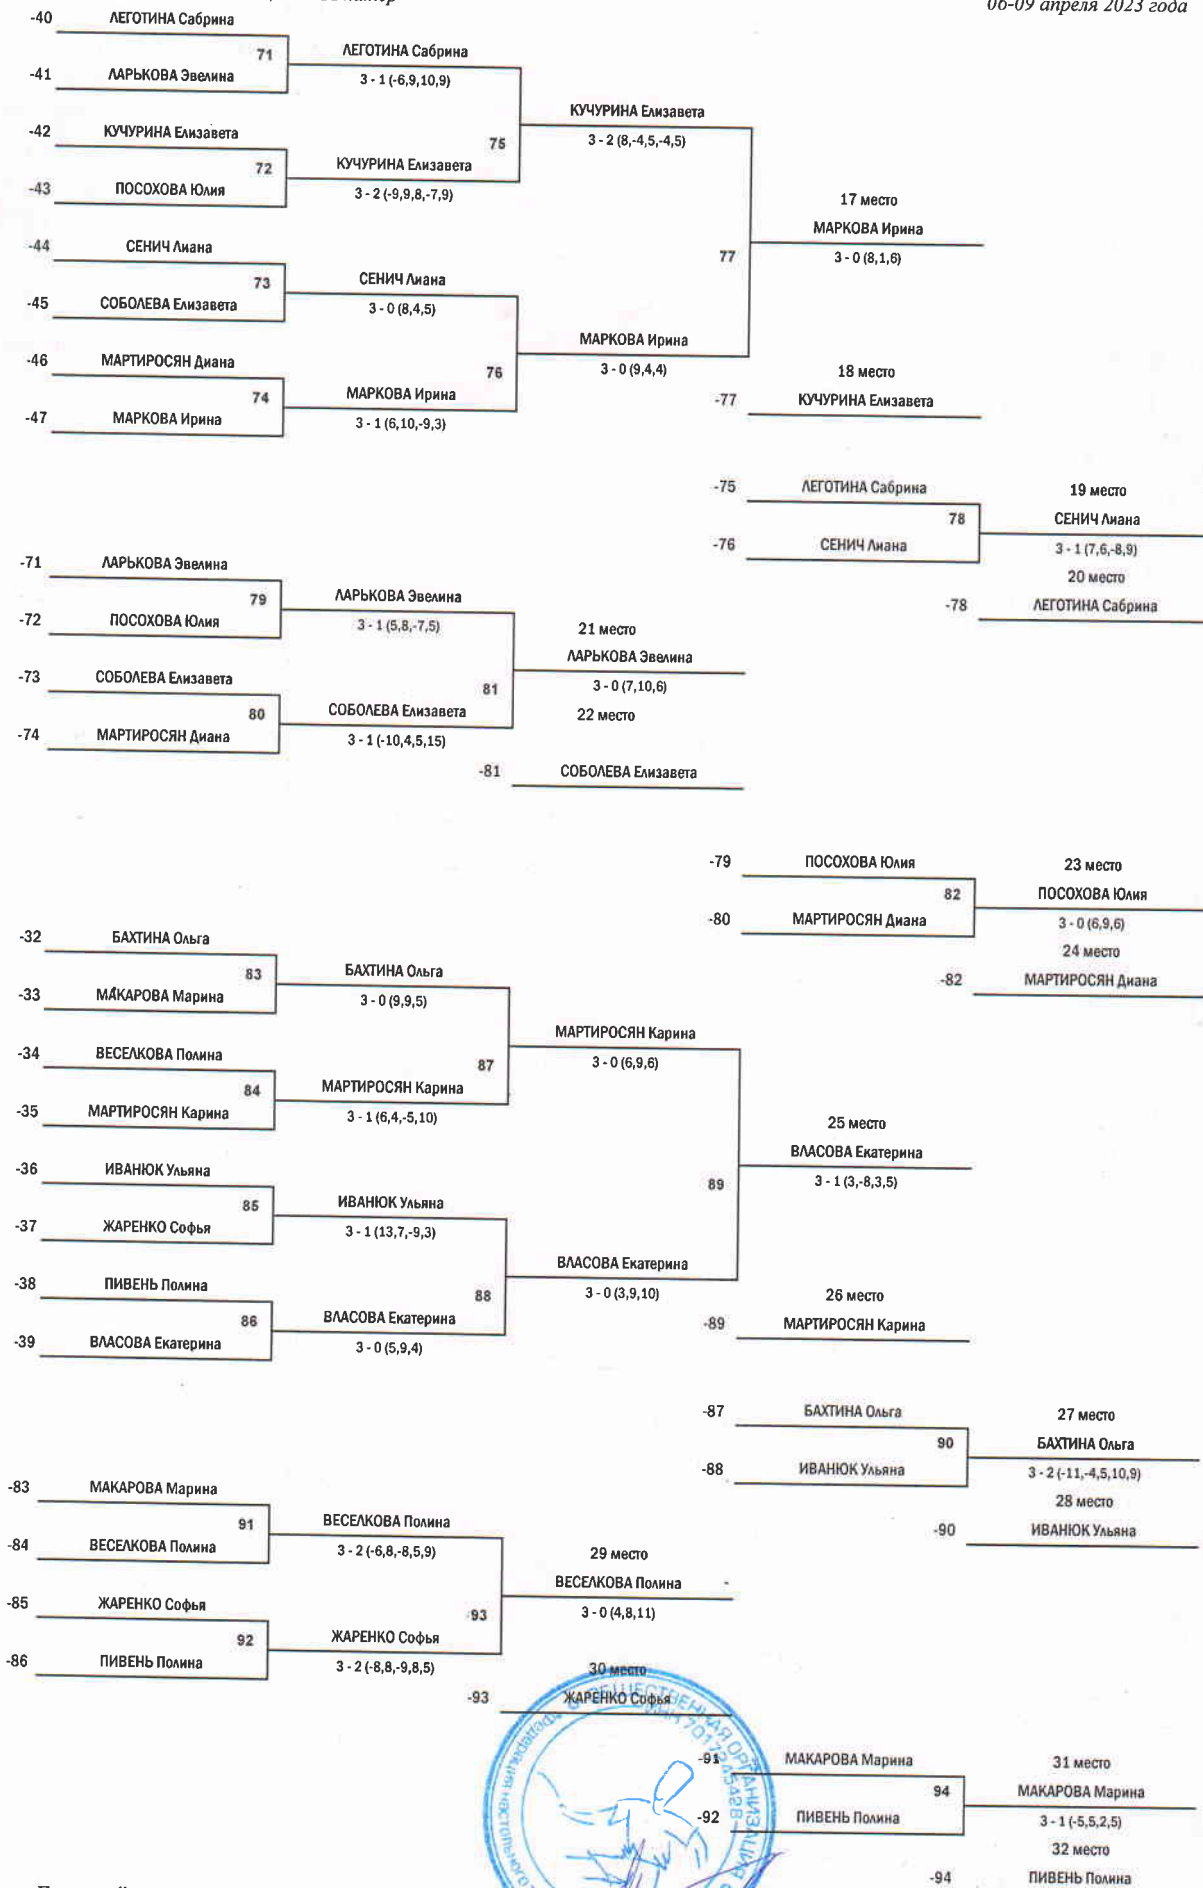 06-09 апреля 2023 года
-40 ЛЕГОТИНА Сабрина
71 ЛЕГОТИНА Сабрина
-41 ЛАРЬКОВА Эвелина
3 - 1 (-6,9,10,9)
КУЧУРИНА Елизавета
-42 КУЧУРИНА Елизавета
75
3 - 2 (8,-4,5,-4,5)
72 КУЧУРИНА Елизавета
-43 ПОСОХОВА Юлия
3 - 2 (-9,9,8,-7,9)
17 место
МАРКОВА Ирина
-44 СЕНИЧ Лиана
77
3 - 0 (8,1,6)
73 СЕНИЧ Лиана
-45 СОБОЛЕВА Елизавета
3 - 0 (8,4,5)
МАРКОВА Ирина
-46 МАРТИРОСЯН Диана
76
3 - 0 (9,4,4)
18 место
74 МАРКОВА Ирина
-77 КУЧУРИНА Елизавета
-47 МАРКОВА Ирина
3 - 1 (6,10,-9,3)
-75 ЛЕГОТИНА Сабрина
19 место
78 СЕНИЧ Лиана
-76 СЕНИЧ Лиана
3 - 1 (7,6,-8,9)
20 место
-78 ЛЕГОТИНА Сабрина
-71 ЛАРЬКОВА Эвелина
79 ЛАРЬКОВА Эвелина
-72 ПОСОХОВА Юлия
3 - 1 (5,8,-7,5)
21 место
ЛАРЬКОВА Эвелина
-73 СОБОЛЕВА Елизавета
81
3 - 0 (7,10,6)
80 СОБОЛЕВА Елизавета
22 место
-74 МАРТИРОСЯН Диана
3 - 1 (-10,4,5,15)
-81 СОБОЛЕВА Елизавета
-79 ПОСОХОВА Юлия
23 место
82 ПОСОХОВА Юлия
-80 МАРТИРОСЯН Диана
3 - 0 (6,9,6)
24 место
-82 МАРТИРОСЯН Диана
-32 БАХТИНА Ольга
83 БАХТИНА Ольга
-33 МАКАРОВА Марина
3 - 0 (9,9,5)
МАРТИРОСЯН Карина
-34 ВЕСЕЛКОВА Полина
87
3 - 0 (6,9,6)
84 МАРТИРОСЯН Карина
-35 МАРТИРОСЯН Карина
3 - 1 (6,4,-5,10)
25 место
ВЛАСОВА Екатерина
-36 ИВАНЮК Ульяна
89
3 - 1 (3,-8,3,5)
85 ИВАНЮК Ульяна
-37 ЖАРЕНКО Софья
3 - 1 (13,7,-9,3)
ВЛАСОВА Екатерина
-38 ПИВЕНЬ Полина
88
3 - 0 (3,9,10)
26 место
86 ВЛАСОВА Екатерина
-89 МАРТИРОСЯН Карина
-39 ВЛАСОВА Екатерина
3 - 0 (5,9,4)
-87 БАХТИНА Ольга
27 место
90 БАХТИНА Ольга
-88 ИВАНЮК Ульяна
3 - 2 (-11,-4,5,10,9)
28 место
-90 ИВАНЮК Ульяна
-83 МАКАРОВА Марина
91 ВЕСЕЛКОВА Полина
-84 ВЕСЕЛКОВА Полина
3 - 2 (-6,8,-8,5,9)
29 место
ВЕСЕЛКОВА Полина
-85 ЖАРЕНКО Софья
93
3 - 0 (4,8,11)
92 ЖАРЕНКО Софья
-86 ПИВЕНЬ Полина
3 - 2 (-8,8,-9,8,5)
30 место
-93 ЖАРЕНКО Софья
-91 МАКАРОВА Марина
31 место
94 МАКАРОВА Марина
-92 ПИВЕНЬ Полина
3 - 1 (-5,5,2,5)
32 место
-94 ПИВЕНЬ Полина
ОБЩЕСТВЕННАЯ ОРГАНИЗАЦИЯ
Федерация настольного
ИНН 7017245428